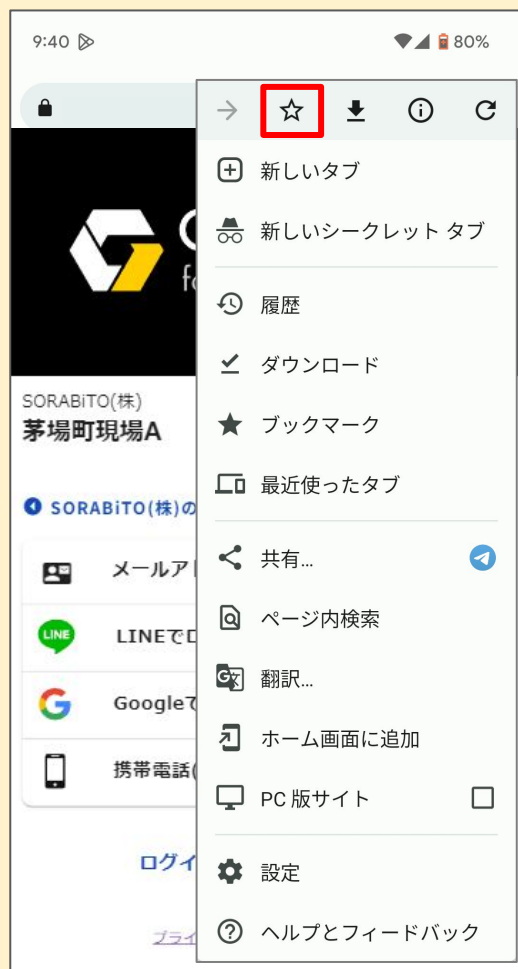 9:40
80%
新しいタブ
新しいシークレット タブ
履歴
ダウンロード
ブックマーク
最近使ったタブ
共有...
ページ内検索
翻訳...
ホーム画面に追加
PC 版サイト
設定
ヘルプとフィードバック
SORABiTO(株)
茅場町現場A
SORABiTO(株)の
メールア
LINE
LINEでロ
Googleで
携帯電話(
ログイ
プライ